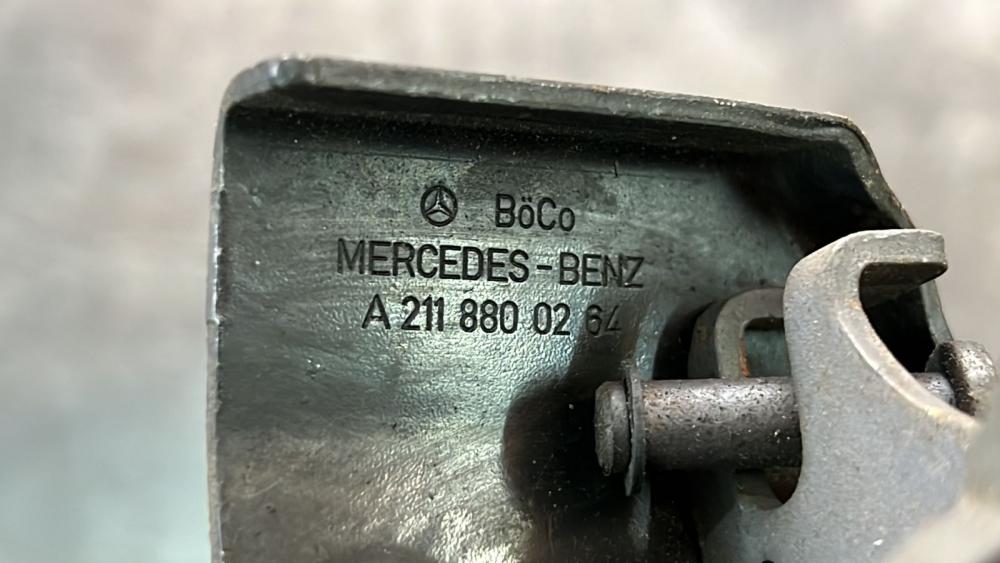 BöCo
MERCEDES-BENZ
A 211 880 02 64